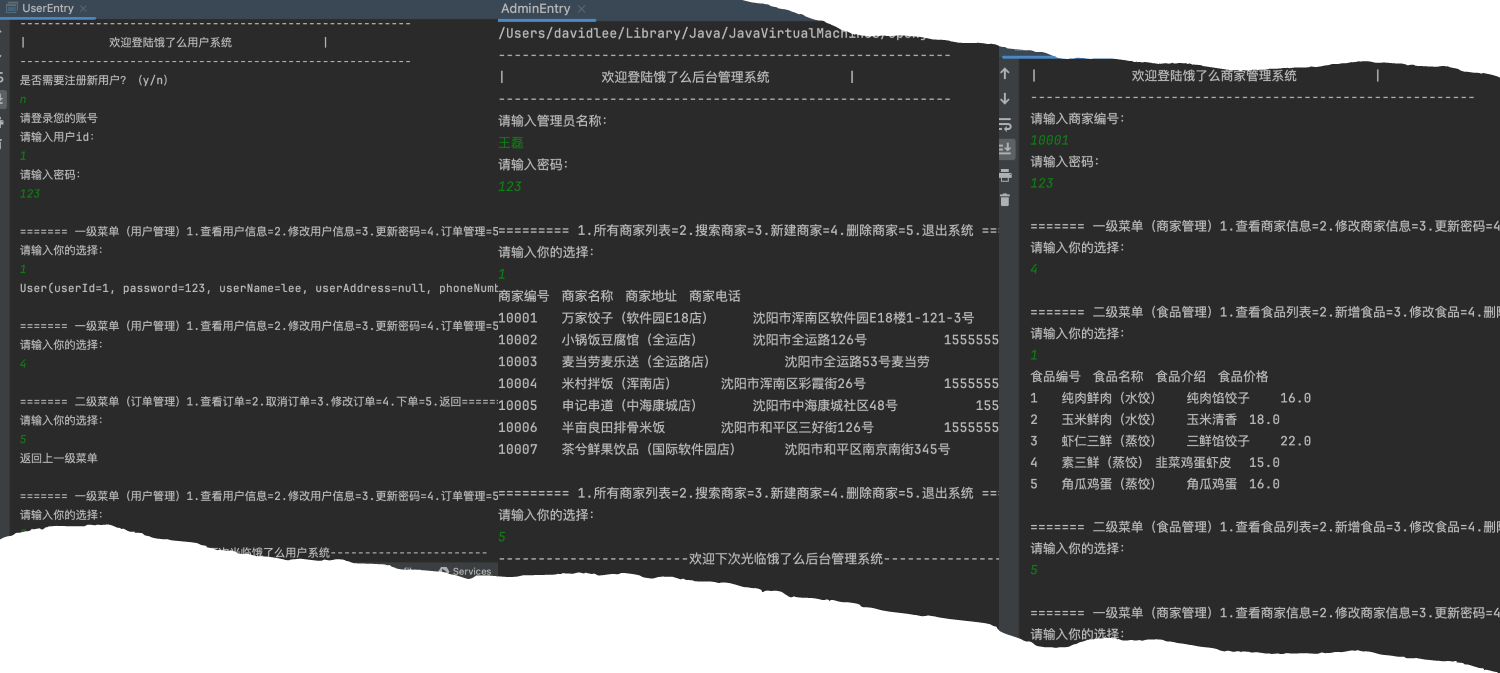 UserEntry
| 欢迎登陆饿了么用户系统 |
------------------------------------------------------------
是否需要注册新用户？（y/n）
n
请登录您的账号
请输入用户id：
1
请输入密码：
123
======= 一级菜单（用户管理）1.查看用户信息=2.修改用户信息=3.更新密码=4.订单管理=5
请输入你的选择：
1
User(userId=1, password=123, userName=lee, userAddress=null, phoneNumb
======= 一级菜单（用户管理）1.查看用户信息=2.修改用户信息=3.更新密码=4.订单管理=5
请输入你的选择：
4
======= 二级菜单（订单管理）1.查看订单=2.取消订单=3.修改订单=4.下单=5.返回======
请输入你的选择：
5
返回上一级菜单
======= 一级菜单（用户管理）1.查看用户信息=2.修改用户信息=3.更新密码=4.订单管理=5
请输入你的选择：
光临饿了么用户系统-----------------------
Services
AdminEntry
/Users/davidlee/Library/Java/JavaVirtualMachines/
---------------------------------------------------------
| 欢迎登陆饿了么后台管理系统 |
---------------------------------------------------------
请输入管理员名称：
王磊
请输入密码：
123
========= 1.所有商家列表=2.搜索商家=3.新建商家=4.删除商家=5.退出系统 ==
请输入你的选择：
1
商家编号 商家名称 商家地址 商家电话
10001 万家饺子（软件园E18店） 沈阳市浑南区软件园E18楼1-121-3号
10002 小锅饭豆腐馆（全运店） 沈阳市全运路126号 1555555
10003 麦当劳麦乐送（全运路店） 沈阳市全运路53号麦当劳
10004 米村拌饭（浑南店） 沈阳市浑南区彩霞街26号 1555555
10005 申记串道（中海康城店） 沈阳市中海康城社区48号 155
10006 半亩良田排骨米饭 沈阳市和平区三好街126号 1555555
10007 茶兮鲜果饮品（国际软件园店） 沈阳市和平区南京南街345号
========= 1.所有商家列表=2.搜索商家=3.新建商家=4.删除商家=5.退出系统 ==
请输入你的选择：
5
------------------------欢迎下次光临饿了么后台管理系统---------------
| 欢迎登陆饿了么商家管理系统 |
---------------------------------------------------------
请输入商家编号：
10001
请输入密码：
123
======= 一级菜单（商家管理）1.查看商家信息=2.修改商家信息=3.更新密码=4
请输入你的选择：
4
======= 二级菜单（食品管理）1.查看食品列表=2.新增食品=3.修改食品=4.删除
请输入你的选择：
1
食品编号 食品名称 食品介绍 食品价格
1 纯肉鲜肉（水饺） 纯肉馅饺子 16.0
2 玉米鲜肉（水饺） 玉米清香 18.0
3 虾仁三鲜（蒸饺） 三鲜馅饺子 22.0
4 素三鲜（蒸饺） 韭菜鸡蛋虾皮 15.0
5 角瓜鸡蛋（蒸饺） 角瓜鸡蛋 16.0
======= 二级菜单（食品管理）1.查看食品列表=2.新增食品=3.修改食品=4.删除
请输入你的选择：
5
======= 一级菜单（商家管理）1.查看商家信息=2.修改商家信息=3.更新密码=4
请输入你的选择：